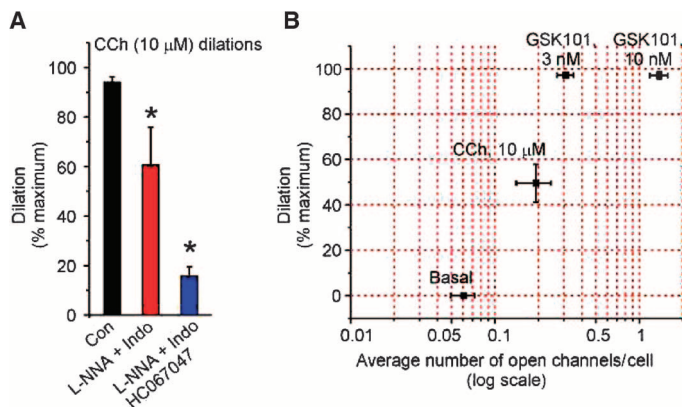 A
CCh (10 µM) dilations
Dilation
(% maximum)
100
80
60
40
20
0
*
*
Con
L-NNA + Indo
L-NNA + Indo
HC067047
B
Dilation
(% maximum)
100
80
60
40
20
0
GSK101,
3 nM
GSK101,
10 nM
CCh, 10 µM
Basal
0.01
0.05
0.1
0.5
1
Average number of open channels/cell
(log scale)